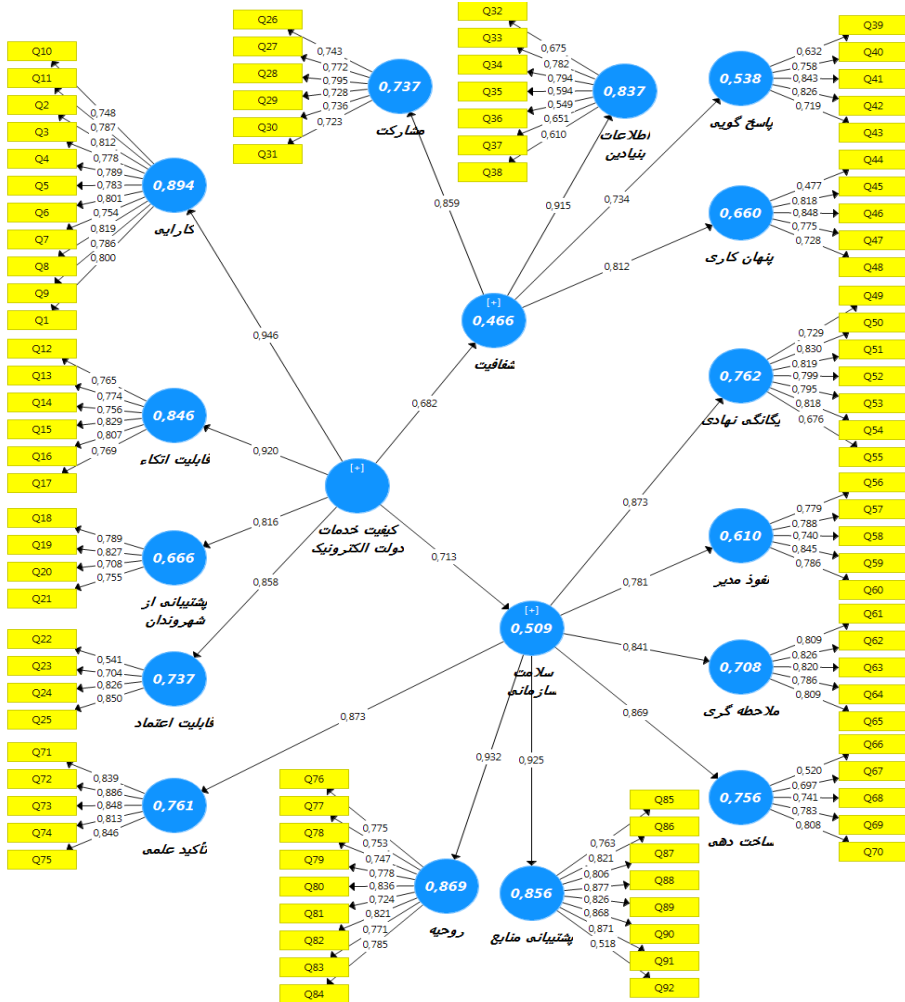 Q10
Q11
Q2
Q3
Q4
Q5
Q6
Q7
Q8
Q9
Q1
0,748
0,787
0,812
0,778
0,789
0,783
0,801
0,754
0,819
0,786
0,800
0,894
کارایی
Q26
Q27
Q28
Q29
Q30
Q31
0,743
0,772
0,795
0,728
0,736
0,723
0,737
مشارکت
Q32
Q33
Q34
Q35
Q36
Q37
Q38
0,675
0,782
0,794
0,594
0,549
0,651
0,610
0,837
اطلاعات
بنیادین
Q39
Q40
Q41
Q42
Q43
0,632
0,758
0,843
0,826
0,719
0,538
پاسخ گویی
Q44
Q45
Q46
Q47
Q48
0,477
0,818
0,848
0,775
0,728
0,660
پنهان کاری
0,859
0,915
0,734
0,812
[+]
0,466
شفافیت
0,946
0,682
Q12
Q13
Q14
Q15
Q16
Q17
0,765
0,774
0,756
0,829
0,807
0,769
0,846
قابلیت اتکاء
0,920
[+]
کیفیت خدمات
دولت الکترونیک
0,816
0,858
0,713
Q18
Q19
Q20
Q21
0,789
0,827
0,708
0,755
0,666
پشتیبانی از
شهروندان
Q22
Q23
Q24
Q25
0,541
0,704
0,826
0,850
0,737
قابلیت اعتماد
Q49
Q50
Q51
Q52
Q53
Q54
Q55
0,729
0,830
0,819
0,799
0,795
0,818
0,676
0,762
یگانگی نهادی
0,873
Q56
Q57
Q58
Q59
Q60
0,779
0,788
0,740
0,845
0,786
0,610
نفوذ مدیر
0,781
[+]
0,509
سلامت
سازمانی
Q61
Q62
Q63
Q64
Q65
0,809
0,826
0,820
0,786
0,809
0,708
ملاحظه گری
0,841
0,869
Q66
Q67
Q68
Q69
Q70
0,520
0,697
0,741
0,783
0,808
0,756
ساخت دهی
0,873
0,932
0,925
Q71
Q72
Q73
Q74
Q75
0,839
0,886
0,848
0,813
0,846
0,761
تأکید علمی
Q76
Q77
Q78
Q79
Q80
Q81
Q82
Q83
Q84
0,775
0,753
0,747
0,778
0,836
0,724
0,821
0,771
0,785
0,869
روحیه
Q85
Q86
Q87
Q88
Q89
Q90
Q91
Q92
0,763
0,821
0,806
0,877
0,826
0,868
0,871
0,518
0,856
پشتیبانی منابع